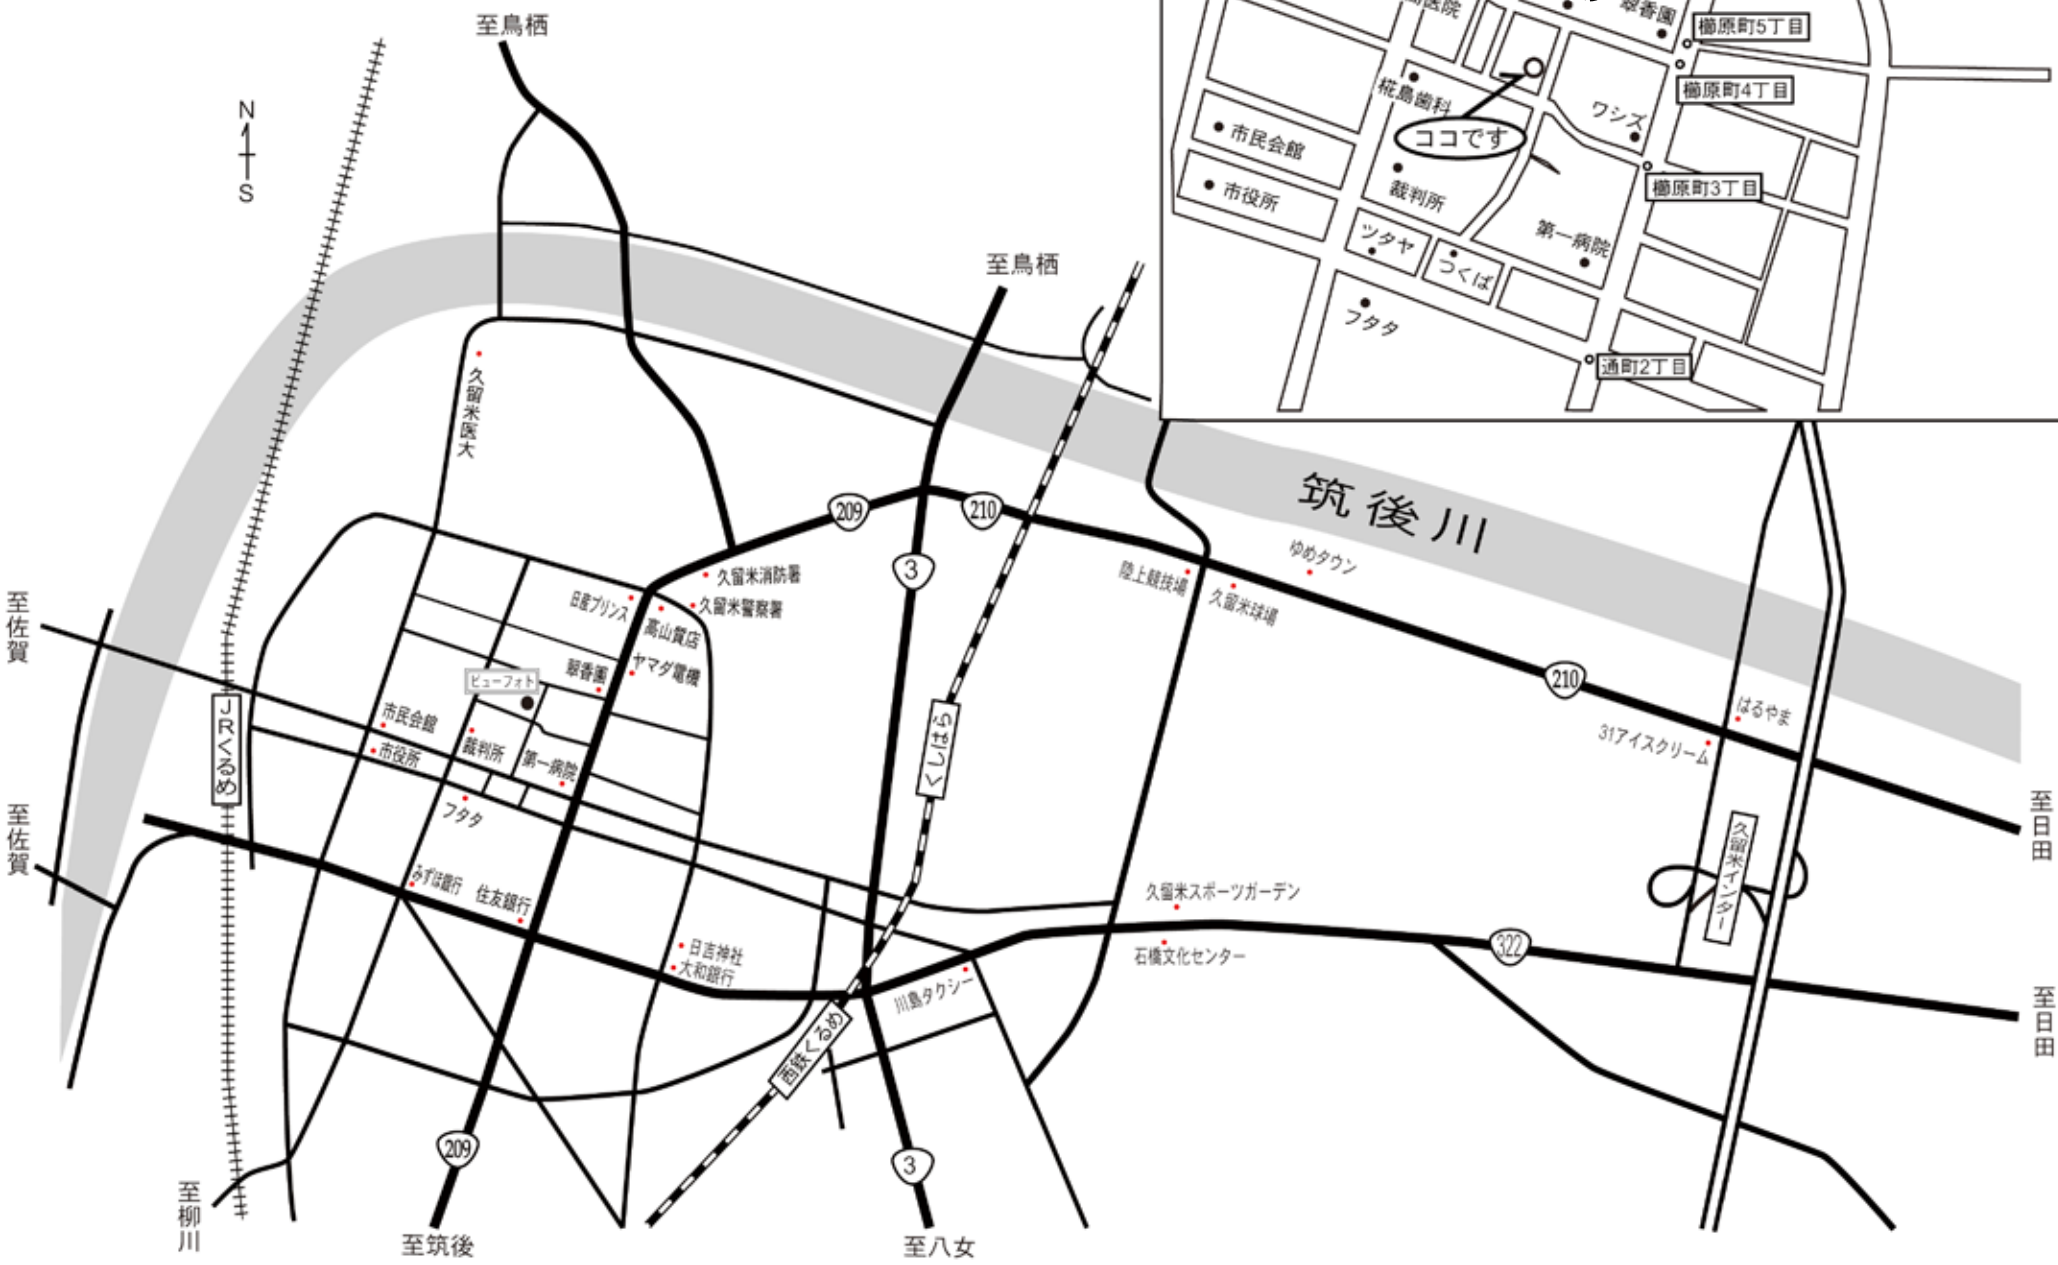 至鳥栖
N
S
翠香園
櫛原町5丁目
櫛原町4丁目
椛島歯科
ワシズ
ココです
市民会館
裁判所
櫛原町3丁目
市役所
第一病院
ツタヤ
つくば
フタタ
通町2丁目
至鳥栖
久留米医大
筑後川
209
210
3
ゆめタウン
陸上競技場
久留米球場
久留米消防署
久留米警察署
日産プリンス
高山質店
至佐賀
翠香園
ヤマダ電機
ビューフォト
210
はるやま
31アイスクリーム
JRくるめ
くしはら
市民会館
市役所
裁判所
第一病院
フタタ
至佐賀
至日田
久留米インター
みずほ銀行
住友銀行
久留米スポーツガーデン
石橋文化センター
322
日吉神社
大和銀行
川島タクシー
至日田
西鉄くるめ
209
3
至柳川
至筑後
至八女